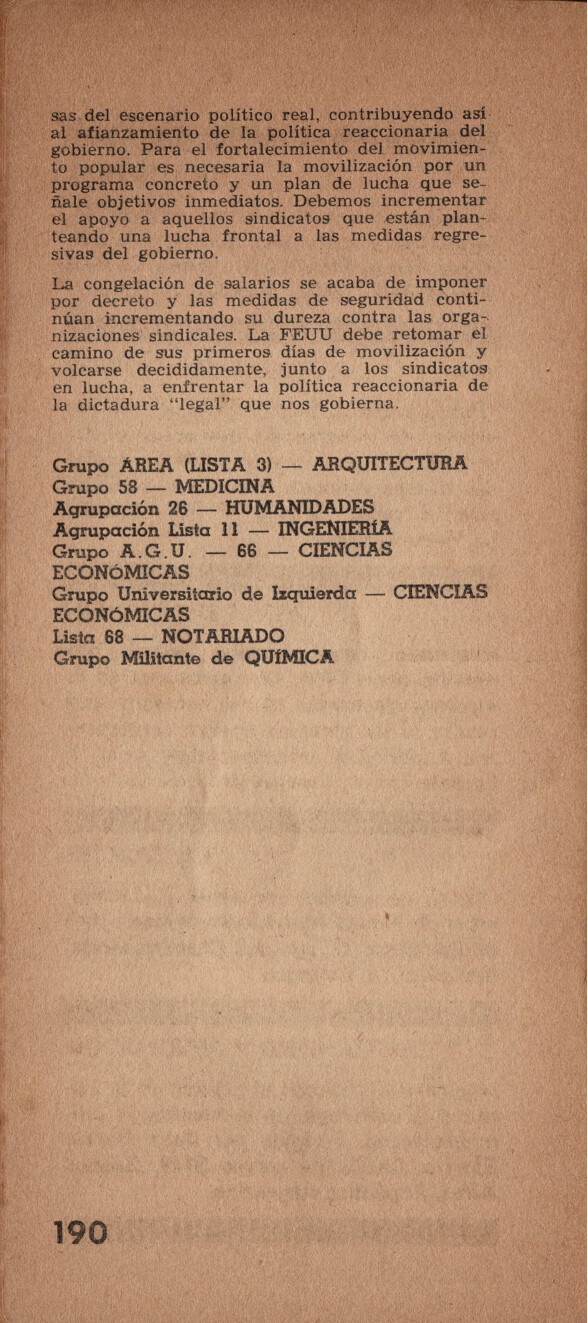 sas del escenario político real, contribuyendo así
al afianzamiento de la política reaccionaria del
gobierno. Para el fortalecimiento del movimien-
to popular es necesaria la movilización por un
programa concreto y un plan de lucha que se-
ñale objetivos inmediatos. Debemos incrementar
el apoyo a aquellos sindicatos que están plan-
teando una lucha frontal a las medidas regre-
sivas del gobierno.
La congelación de salarios se acaba de imponer
por decreto y las medidas de seguridad conti-
núan incrementando su dureza contra las orga-
nizaciones sindicales. La FEUU debe retomar el
camino de sus primeros días de movilización y
volcarse decididamente, junto a los sindicatos
en lucha, a enfrentar la política reaccionaria de
la dictadura "legal" que nos gobierna.
Grupo ÁREA (LISTA 3) — ARQUITECTURA
Grupo 58 — MEDICINA
Agrupación 26 — HUMANIDADES
Agrupación Lista 11 — INGENIERÍA
Grupo A.G.U. — 66 — CIENCIAS
ECONÓMICAS
Grupo Universitario de Izquierda — CIENCIAS
ECONÓMICAS
Lista 68 — NOTARIADO
Grupo Militante de QUÍMICA
190